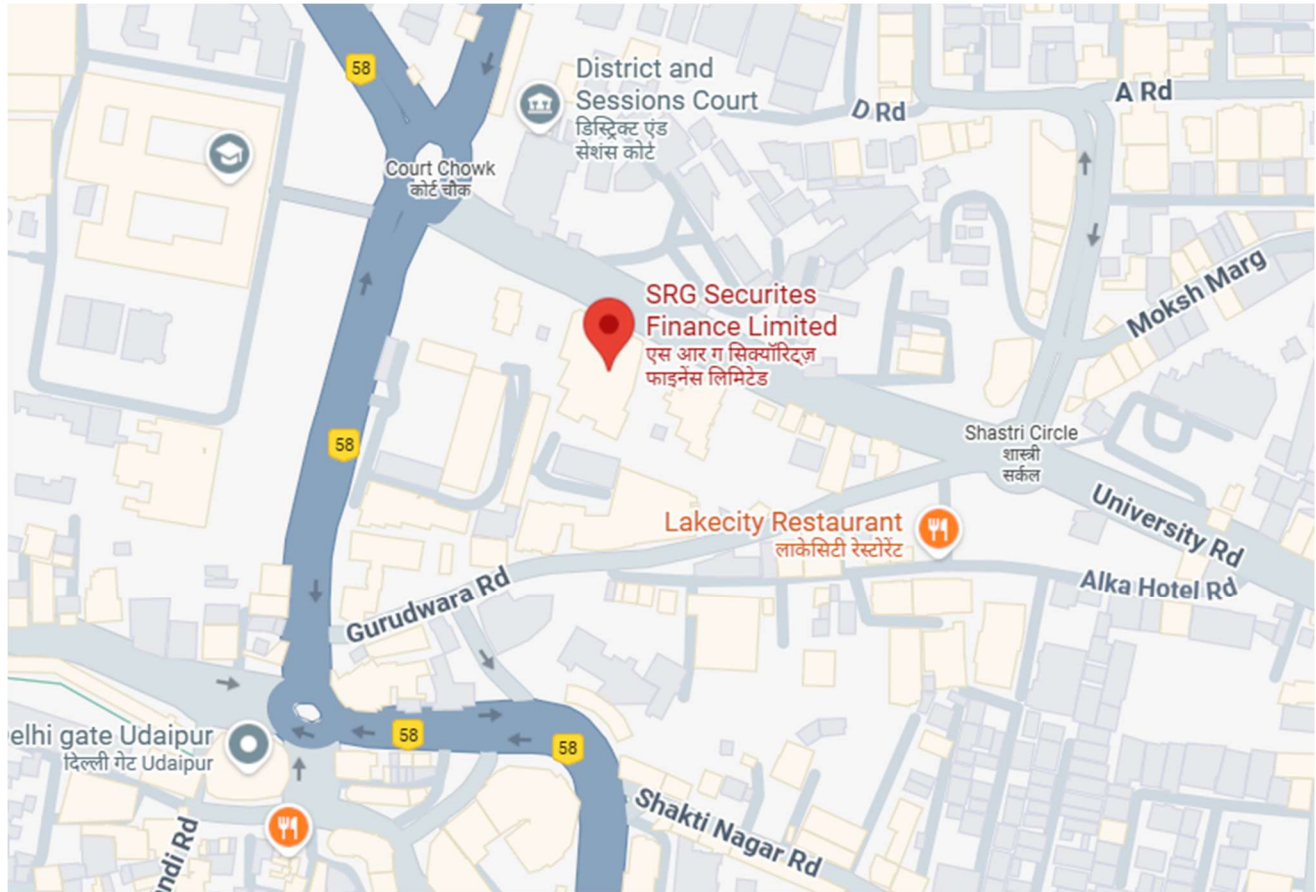 58
District and
Sessions Court
डिस्ट्रिक्ट एंड
सेशंस कोर्ट
A Rd
D Rd
Court Chowk
कोर्ट चौक
Moksh Marg
SRG Securites
Finance Limited
एस आर ग सिक्यॉरिट्ज़
फाइनेंस लिमिटेड
58
Shastri Circle
शास्त्री
सर्कल
University Rd
Lakecity Restaurant
लाकेसिटी रेस्टोरेंट
Alka Hotel Rd
Gurudwara Rd
elhi gate Udaipur
दिल्ली गेट Udaipur
58
58
Shakti Nagar Rd
ndi Rd